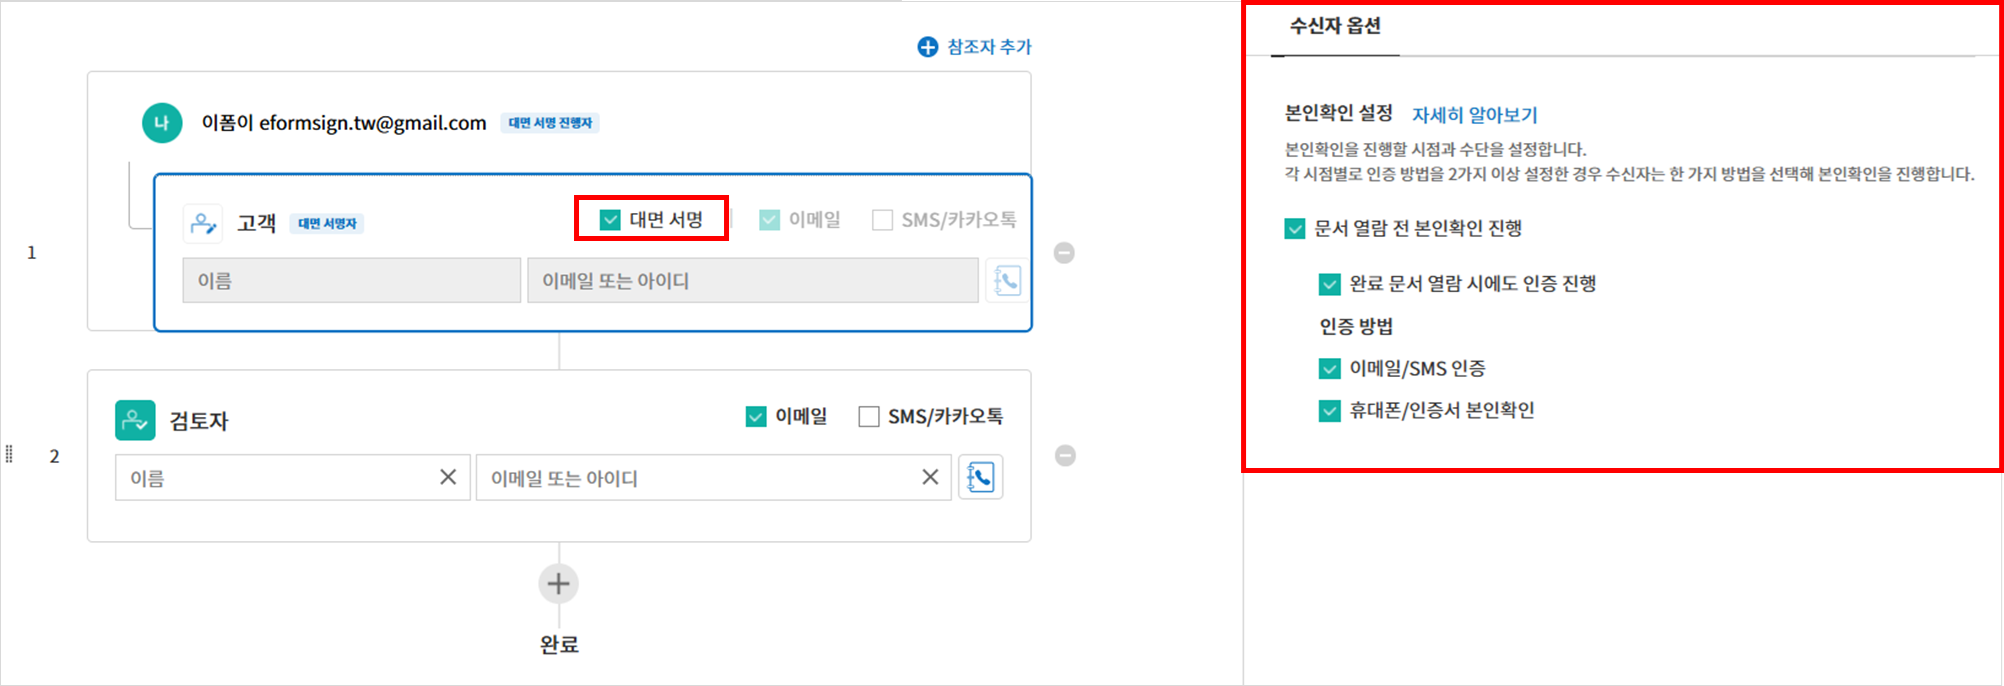 참조자 추가
나 이폼이 eformsign.tw@gmail.com 대면 서명 진행자
고객 대면 서명자 대면 서명 이메일 SMS/카카오톡
1
이름 이메일 또는 아이디
검토자 이메일 SMS/카카오톡
2
이름 이메일 또는 아이디
완료
수신자 옵션
본인확인 설정 자세히 알아보기
본인확인을 진행할 시점과 수단을 설정합니다.
각 시점별로 인증 방법을 2가지 이상 설정한 경우 수신자는 한 가지 방법을 선택해 본인확인을 진행합니다.
문서 열람 전 본인확인 진행
완료 문서 열람 시에도 인증 진행
인증 방법
이메일/SMS 인증
휴대폰/인증서 본인확인